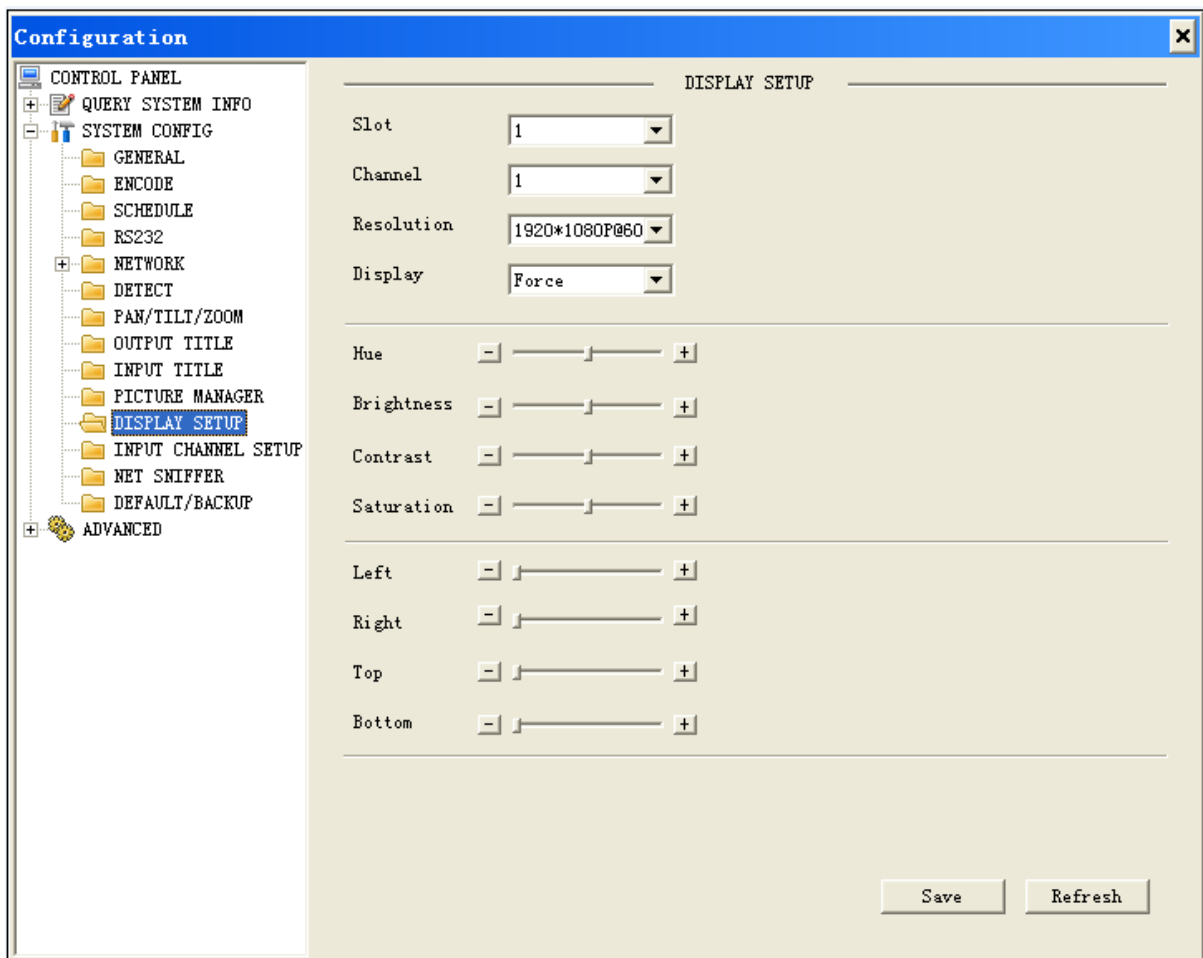 Configuration
CONTROL PANEL
QUERY SYSTEM INFO
SYSTEM CONFIG
GENERAL
ENCODE
SCHEDULE
RS232
NETWORK
DETECT
PAN/TILT/ZOOM
OUTPUT TITLE
INPUT TITLE
PICTURE MANAGER
DISPLAY SETUP
INPUT CHANNEL SETUP
NET SNIFFER
DEFAULT/BACKUP
ADVANCED
DISPLAY SETUP
Slot 1
Channel 1
Resolution 1920*1080P@60
Display Force
Hue - +
Brightness - +
Contrast - +
Saturation - +
Left - +
Right - +
Top - +
Bottom - +
Save Refresh